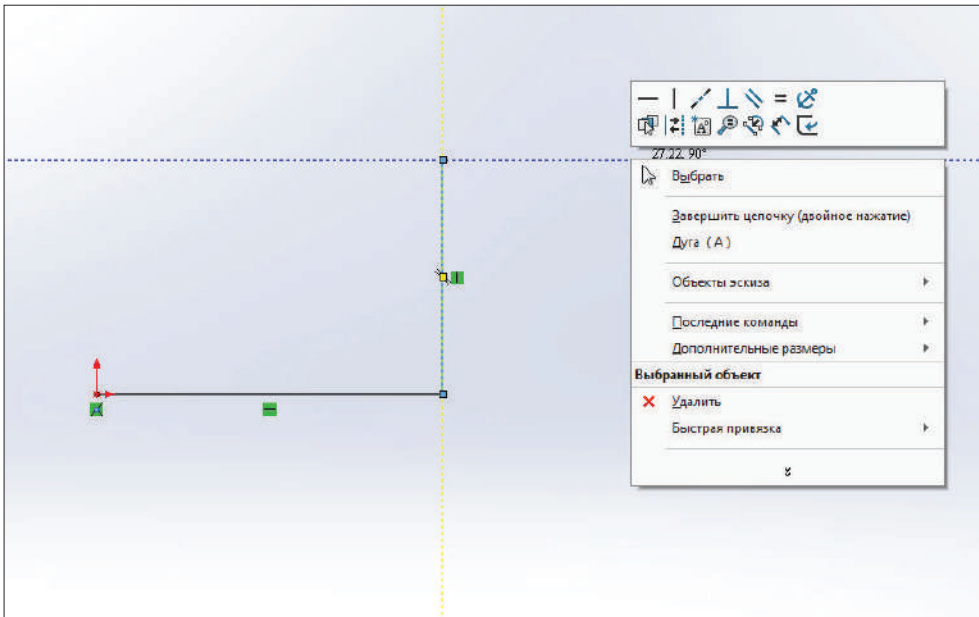 27.22, 90°
Выбрать
Завершить цепочку (двойное нажатие)
Дуга (A)
Объекты эскиза
Последние команды
Дополнительные размеры
Выбранный объект
Удалить
Быстрая привязка